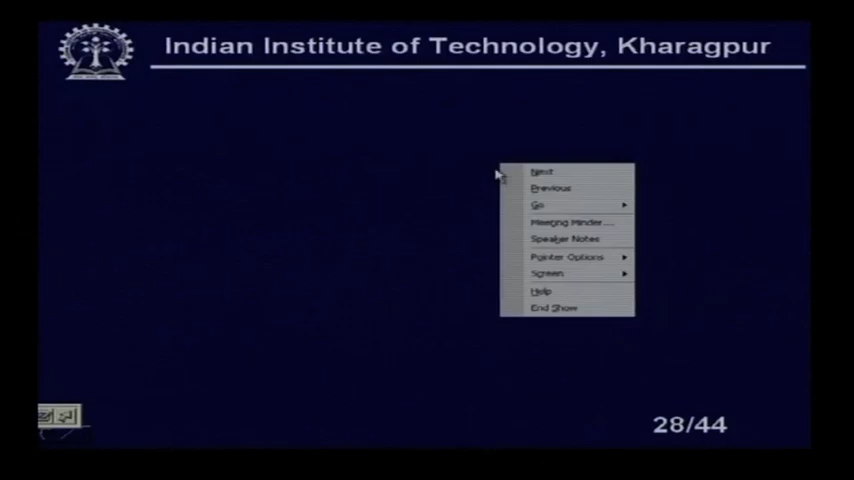 Indian Institute of Technology, Kharagpur
Next
Previous
Go
Meeting Minder...
Speaker Notes
Pointer Options
Screen
Help
End Show
28/44